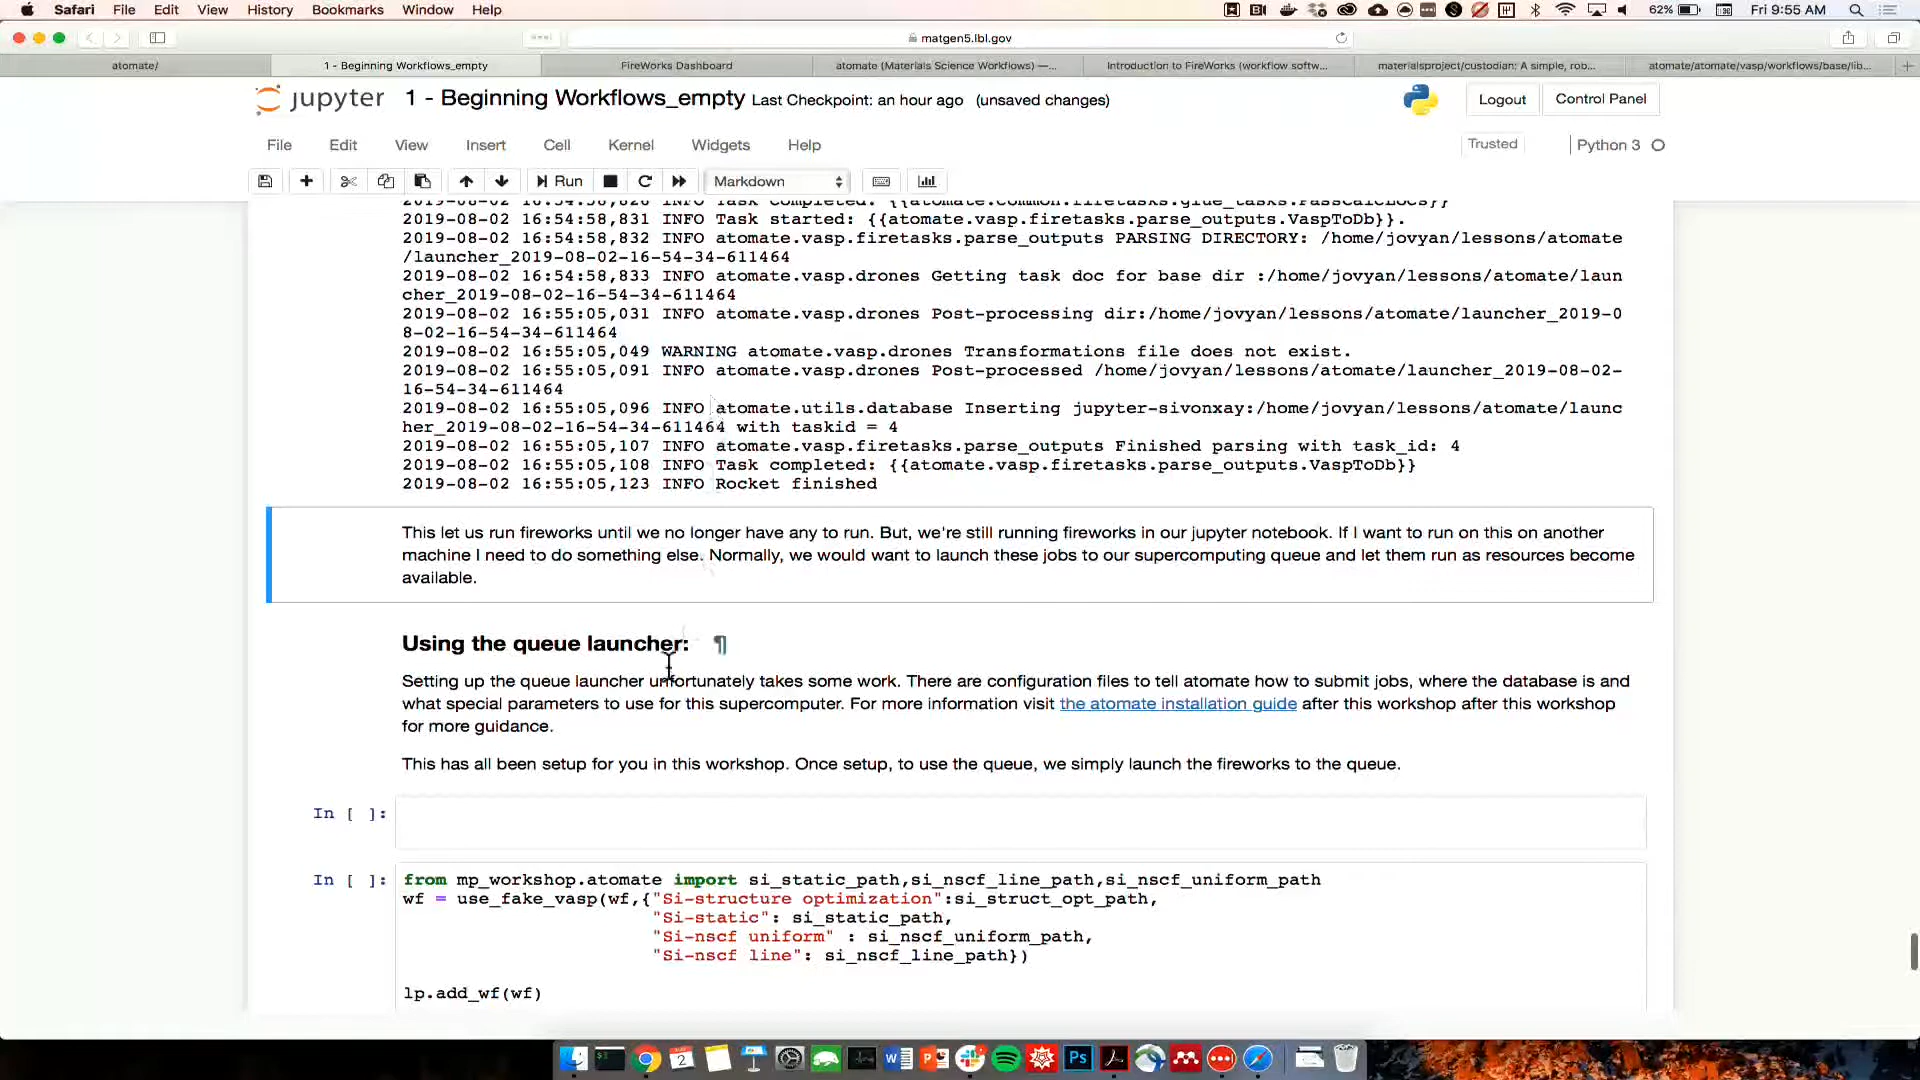 Safari File Edit View History Bookmarks Window Help 62% Fri 9:55 AM
matgen5.lbl.gov
atomate/ 1 - Beginning Workflows_empty FireWorks Dashboard atomate (Materials Science Workflows) —... Introduction to FireWorks (workflow softw... materialsproject/custodian: A simple, rob... atomate/atomate/vasp/workflows/base/lib...
jupyter 1 - Beginning Workflows_empty Last Checkpoint: an hour ago (unsaved changes) Logout Control Panel
File Edit View Insert Cell Kernel Widgets Help Trusted Python 3
Run Markdown
2019-08-02 16:54:58,828 INFO Task completed: {{atomate.common.firetasks.glue_tasks.PassCalcLocs}}
2019-08-02 16:54:58,831 INFO Task started: {{atomate.vasp.firetasks.parse_outputs.VaspToDb}}.
2019-08-02 16:54:58,832 INFO atomate.vasp.firetasks.parse_outputs PARSING DIRECTORY: /home/jovyan/lessons/atomate
/launcher_2019-08-02-16-54-34-611464
2019-08-02 16:54:58,833 INFO atomate.vasp.drones Getting task doc for base dir :/home/jovyan/lessons/atomate/laun
cher_2019-08-02-16-54-34-611464
2019-08-02 16:55:05,031 INFO atomate.vasp.drones Post-processing dir:/home/jovyan/lessons/atomate/launcher_2019-0
8-02-16-54-34-611464
2019-08-02 16:55:05,049 WARNING atomate.vasp.drones Transformations file does not exist.
2019-08-02 16:55:05,091 INFO atomate.vasp.drones Post-processed /home/jovyan/lessons/atomate/launcher_2019-08-02-
16-54-34-611464
2019-08-02 16:55:05,096 INFO atomate.utils.database Inserting jupyter-sivonxay:/home/jovyan/lessons/atomate/launc
her_2019-08-02-16-54-34-611464 with taskid = 4
2019-08-02 16:55:05,107 INFO atomate.vasp.firetasks.parse_outputs Finished parsing with task_id: 4
2019-08-02 16:55:05,108 INFO Task completed: {{atomate.vasp.firetasks.parse_outputs.VaspToDb}}
2019-08-02 16:55:05,123 INFO Rocket finished
This let us run fireworks until we no longer have any to run. But, we're still running fireworks in our jupyter notebook. If I want to run on this on another
machine I need to do something else. Normally, we would want to launch these jobs to our supercomputing queue and let them run as resources become
available.
Using the queue launcher: ¶
Setting up the queue launcher unfortunately takes some work. There are configuration files to tell atomate how to submit jobs, where the database is and
what special parameters to use for this supercomputer. For more information visit the atomate installation guide after this workshop after this workshop
for more guidance.
This has all been setup for you in this workshop. Once setup, to use the queue, we simply launch the fireworks to the queue.
In [ ]:
In [ ]: from mp_workshop.atomate import si_static_path,si_nscf_line_path,si_nscf_uniform_path
wf = use_fake_vasp(wf,{"Si-structure optimization":si_struct_opt_path,
"Si-static": si_static_path,
"Si-nscf uniform" : si_nscf_uniform_path,
"Si-nscf line": si_nscf_line_path})
lp.add_wf(wf)